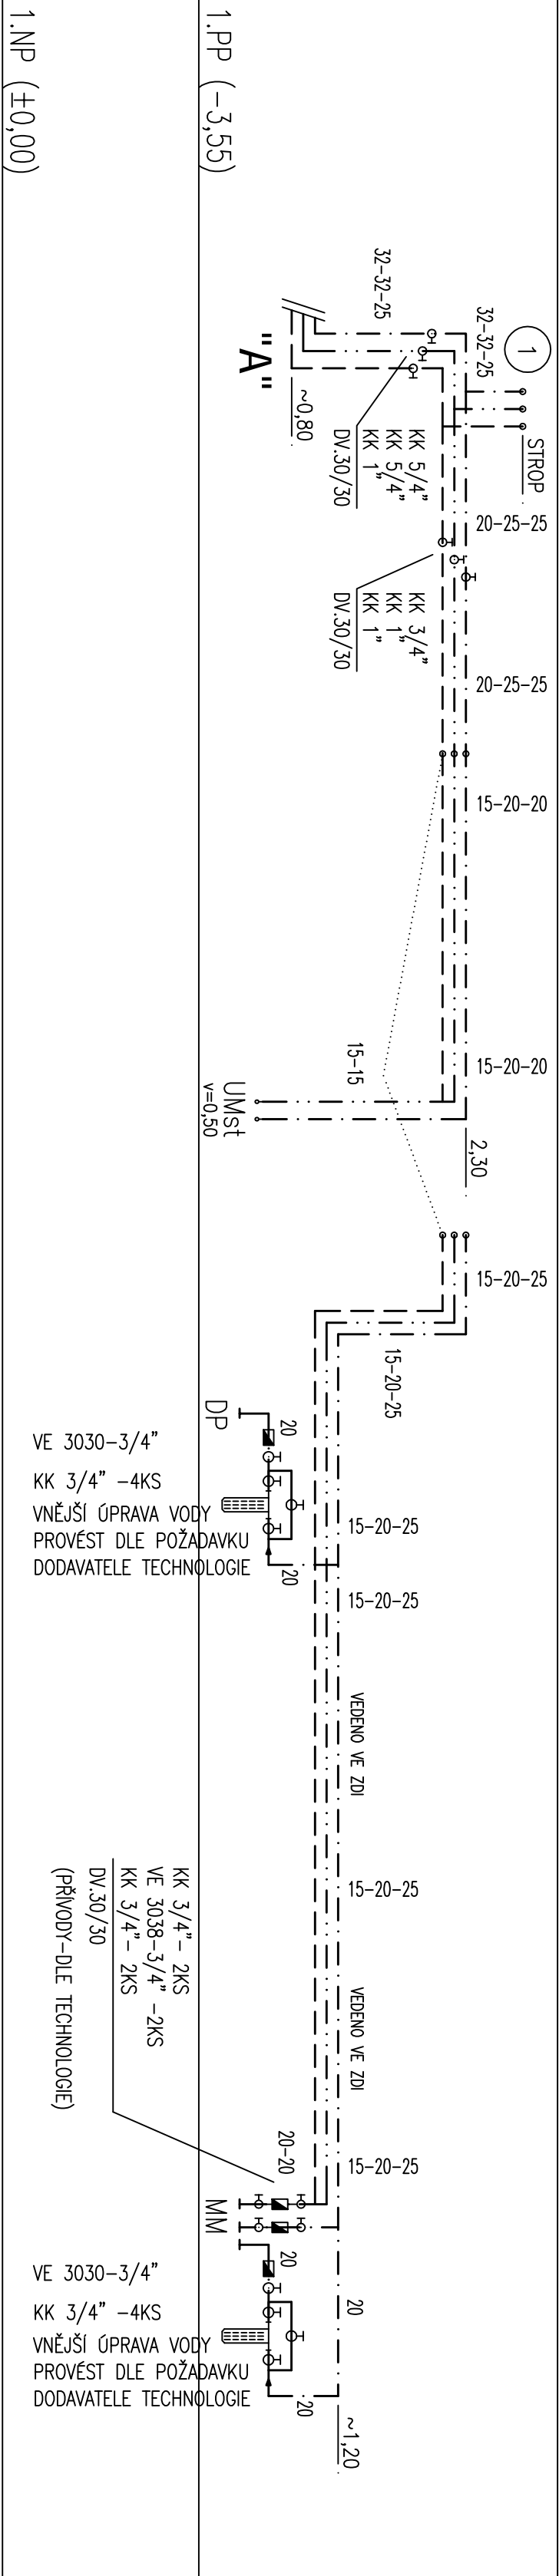 1.NP (±0,00)
1.PP (-3,55)
1
32-32-25
32-32-25
STROP
"A"
~0,80
KK 5/4"
KK 5/4"
KK 1"
DV.30/30
20-25-25
KK 3/4"
KK 1"
KK 1"
DV.30/30
20-25-25
15-20-20
15-20-20
15-15
UMst
v=0,50
2,30
15-20-25
15-20-25
DP
20
20
VE 3030-3/4"
KK 3/4" -4KS
VNĚJŠÍ ÚPRAVA VODY
PROVÉST DLE POŽADAVKU
DODAVATELE TECHNOLOGIE
15-20-25
15-20-25
VEDENO VE ZDI
15-20-25
VEDENO VE ZDI
15-20-25
KK 3/4"- 2KS
VE 3038-3/4" -2KS
KK 3/4"- 2KS
DV.30/30
(PŘÍVODY-DLE TECHNOLOGIE)
20-20
MM
20
20
20
~1,20
VE 3030-3/4"
KK 3/4" -4KS
VNĚJŠÍ ÚPRAVA VODY
PROVÉST DLE POŽADAVKU
DODAVATELE TECHNOLOGIE